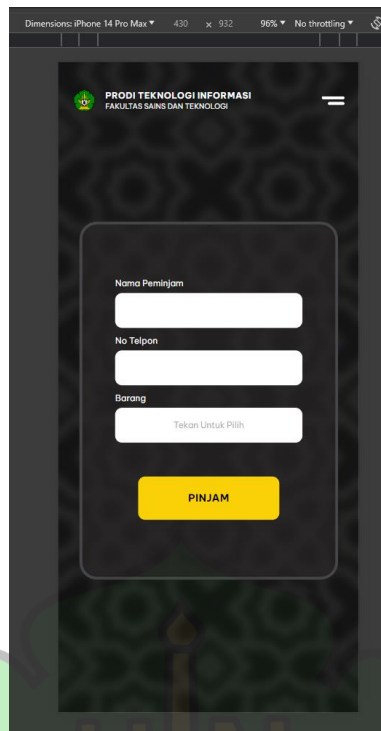 Dimensions: iPhone 14 Pro Max ▼ 430 x 932 96% ▼ No throttling ▼
PRODI TEKNOLOGI INFORMASI
FAKULTAS SAINS DAN TEKNOLOGI
Nama Peminjam
No Telpon
Barang
Tekan Untuk Pilih
PINJAM